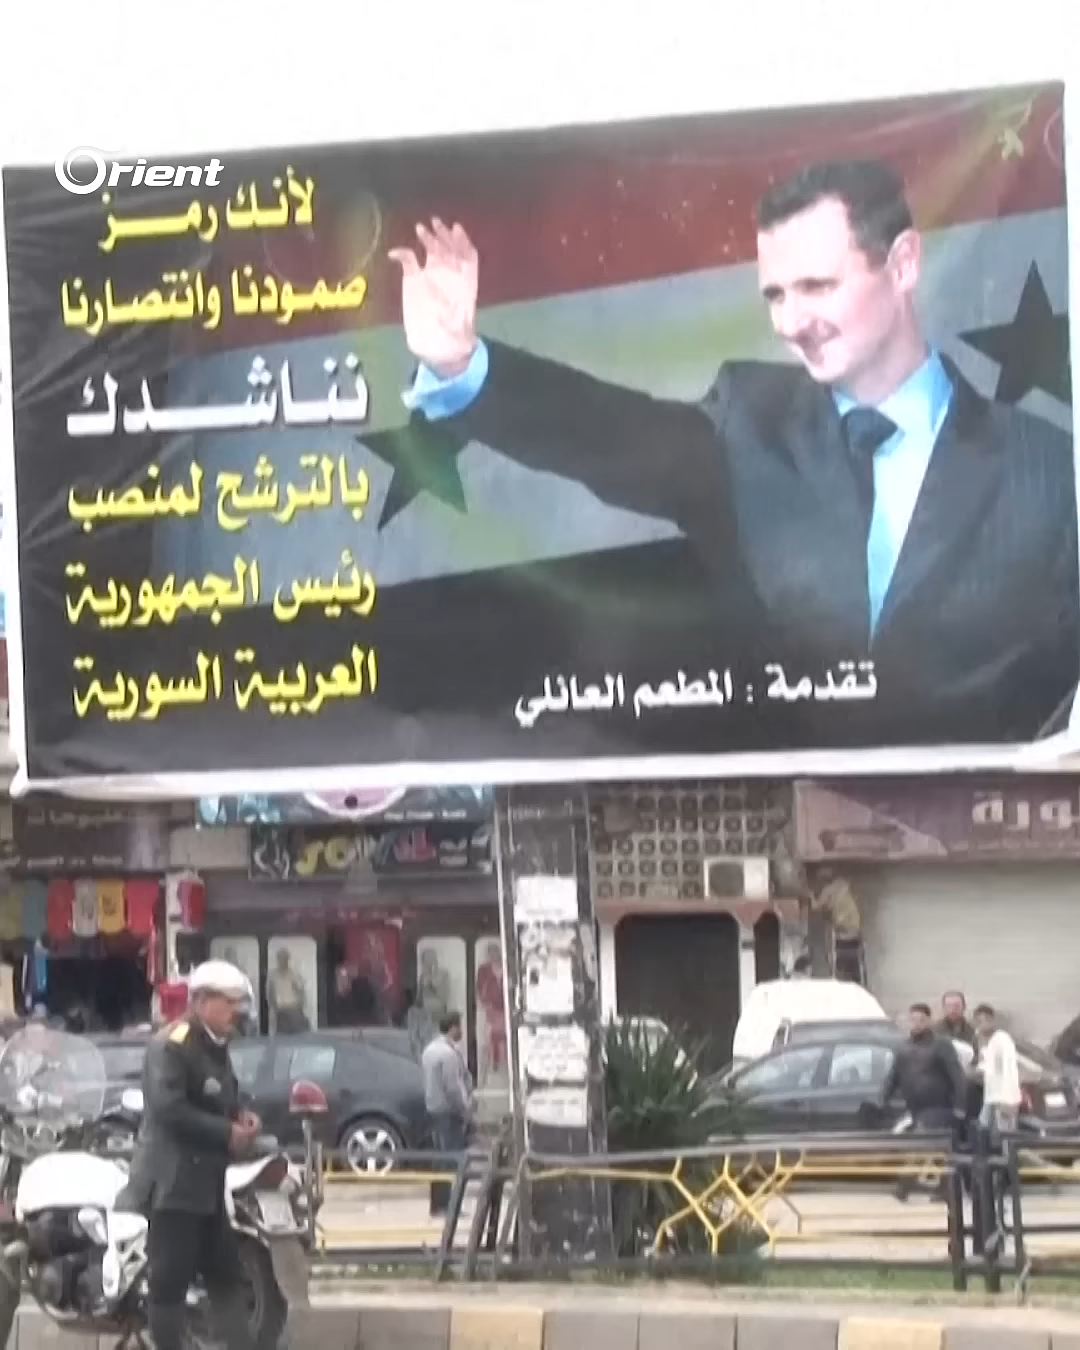 Orient
لأنك رمز
صمودنا وانتصارنا
نناشدك
بالترشح لمنصب
رئيس الجمهورية
العربية السورية
تقدمة : المطعم العائلي